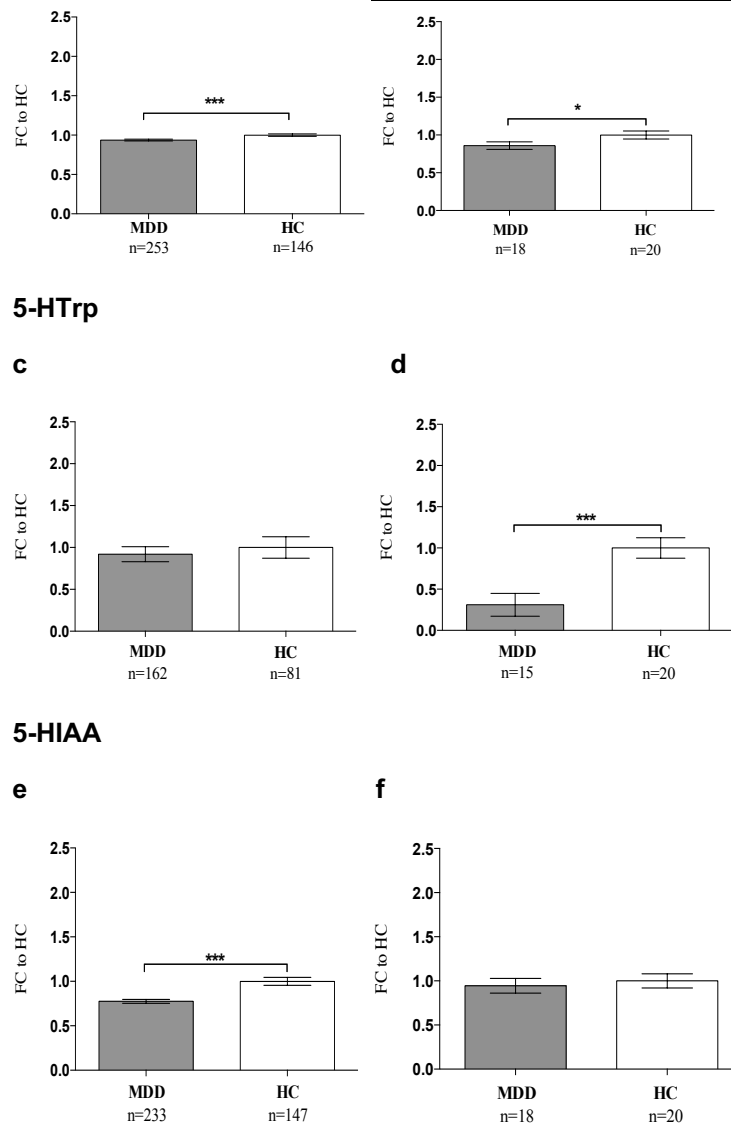 2.5
2.0
1.5
1.0
0.5
0.0
FC to HC
***
MDD
n=253
HC
n=146
2.5
2.0
1.5
1.0
0.5
0.0
FC to HC
*
MDD
n=18
HC
n=20
5-HTrp
c
2.5
2.0
1.5
1.0
0.5
0.0
FC to HC
MDD
n=162
HC
n=81
d
2.5
2.0
1.5
1.0
0.5
0.0
FC to HC
***
MDD
n=15
HC
n=20
5-HIAA
e
2.5
2.0
1.5
1.0
0.5
0.0
FC to HC
***
MDD
n=233
HC
n=147
f
2.5
2.0
1.5
1.0
0.5
0.0
FC to HC
MDD
n=18
HC
n=20